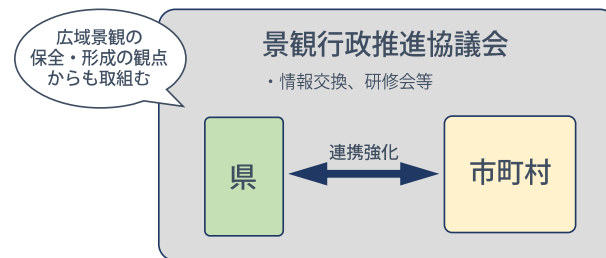 広域景観の
保全・形成の観点
からも取組む
景観行政推進協議会
・情報交換、研修会等
県
連携強化
市町村